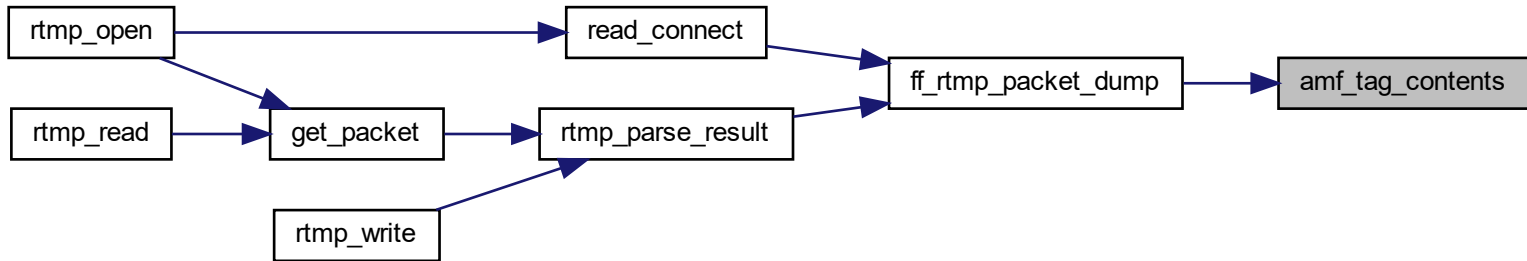 rtmp_open
read_connect
ff_rtmp_packet_dump
amf_tag_contents
rtmp_read
get_packet
rtmp_parse_result
rtmp_write